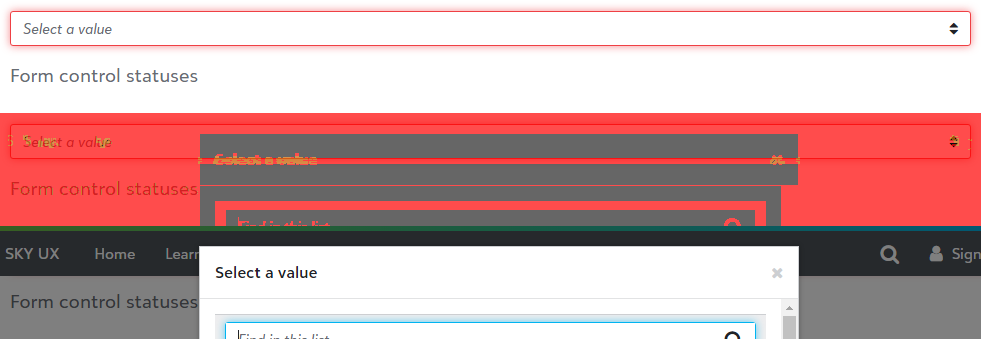 Select a value
Form control statuses
Select a value
Select a value
Form control statuses
Find in this list
SKY UX Home Learn Sign
Select a value ×
Form control statuses
Find in this list